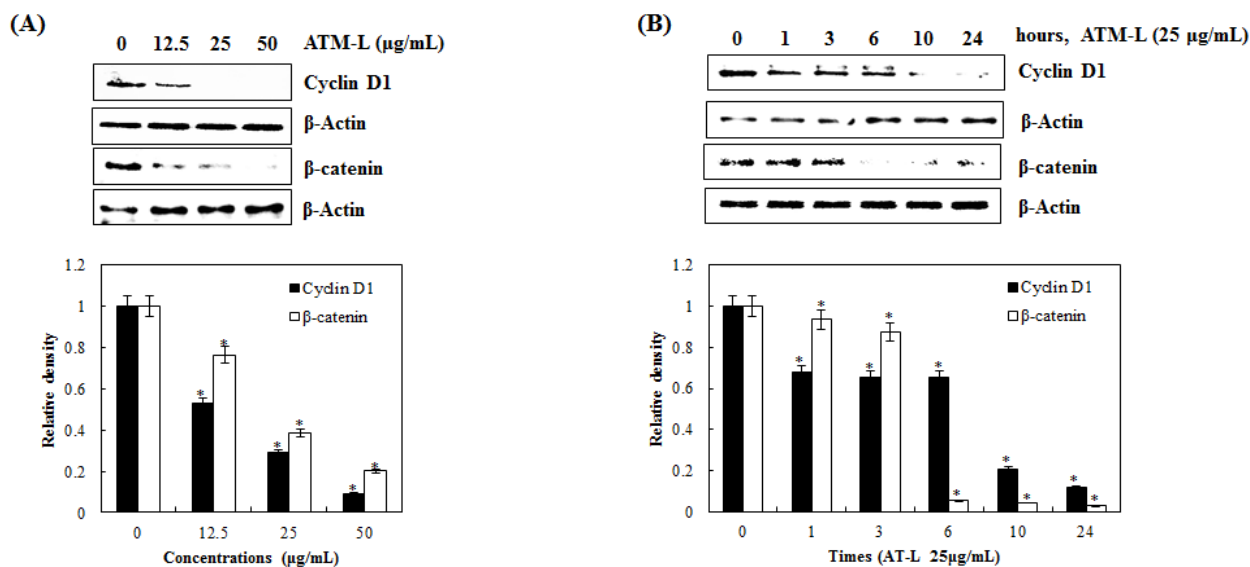 (A)
0 12.5 25 50 ATM-L (μg/mL)
Cyclin D1
β-Actin
β-catenin
β-Actin
1.2
1
0.8
0.6
0.4
0.2
0
Relative density
Cyclin D1
β-catenin
* * * * * *
0 12.5 25 50
Concentrations (μg/mL)
(B)
0 1 3 6 10 24 hours, ATM-L (25 μg/mL)
Cyclin D1
β-Actin
β-catenin
β-Actin
1.2
1
0.8
0.6
0.4
0.2
0
Relative density
Cyclin D1
β-catenin
* * * * * * * * * *
0 1 3 6 10 24
Times (AT-L 25μg/mL)